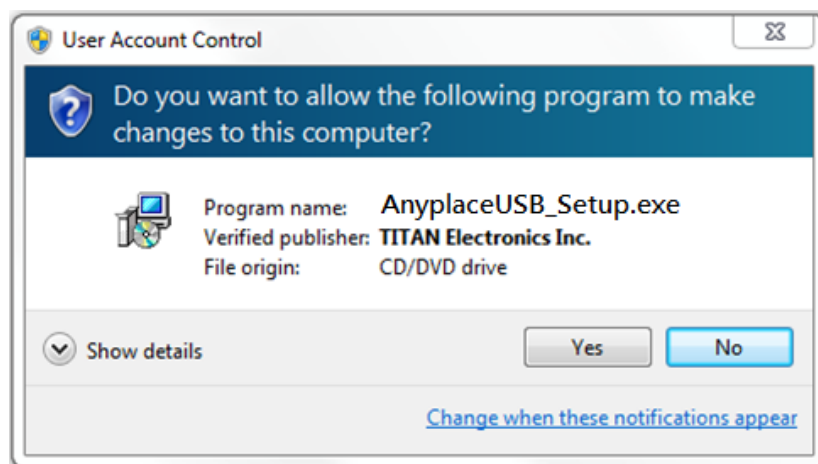 User Account Control
Do you want to allow the following program to make
changes to this computer?
Program name: AnyplaceUSB_Setup.exe
Verified publisher: TITAN Electronics Inc.
File origin: CD/DVD drive
Show details
Yes
No
Change when these notifications appear